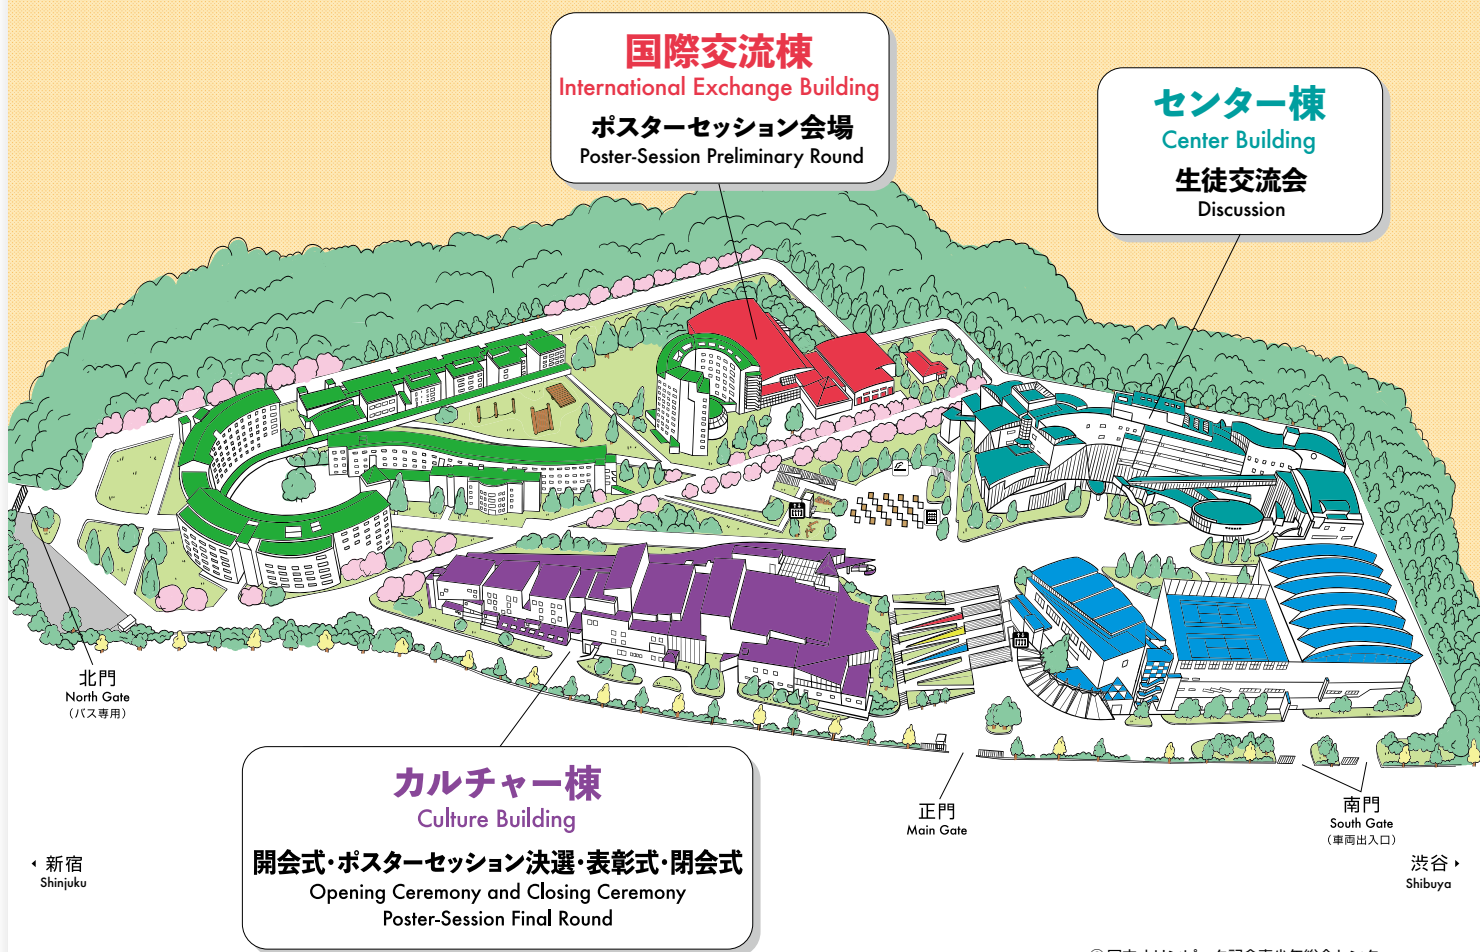 国際交流棟
International Exchange Building
ポスターセッション会場
Poster-Session Preliminary Round
センター棟
Center Building
生徒交流会
Discussion
北門
North Gate
（バス専用）
カルチャー棟
Culture Building
開会式・ポスターセッション決選・表彰式・閉会式
Opening Ceremony and Closing Ceremony
Poster-Session Final Round
正門
Main Gate
南門
South Gate
（車両出入口）
新宿
Shinjuku
渋谷
Shibuya